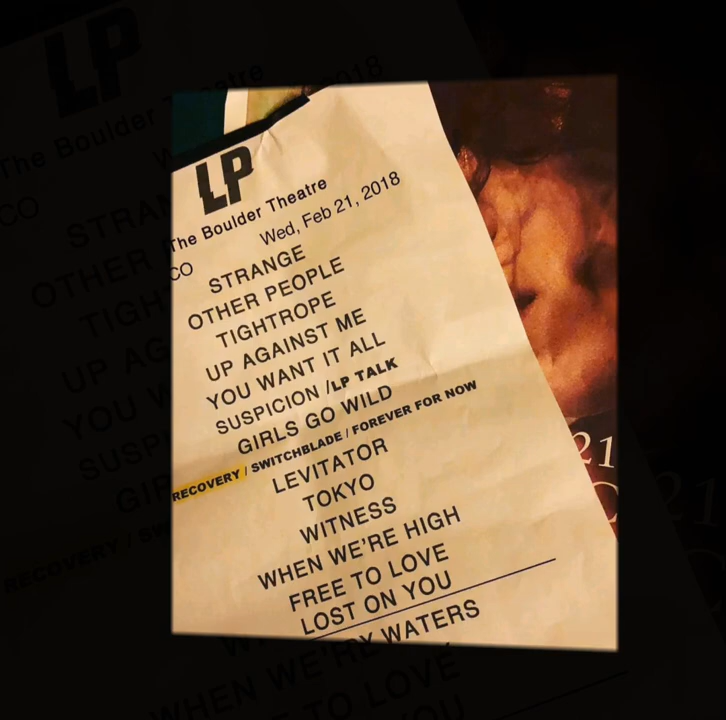 LP
The Boulder Theatre
Wed, Feb 21, 2018
CO
STRANGE
OTHER PEOPLE
TIGHTROPE
UP AGAINST ME
YOU WANT IT ALL
SUSPICION /LP TALK
GIRLS GO WILD
RECOVERY / SWITCHBLADE / FOREVER FOR NOW
LEVITATOR
TOKYO
WITNESS
WHEN WE'RE HIGH
FREE TO LOVE
LOST ON YOU
WATERS
21